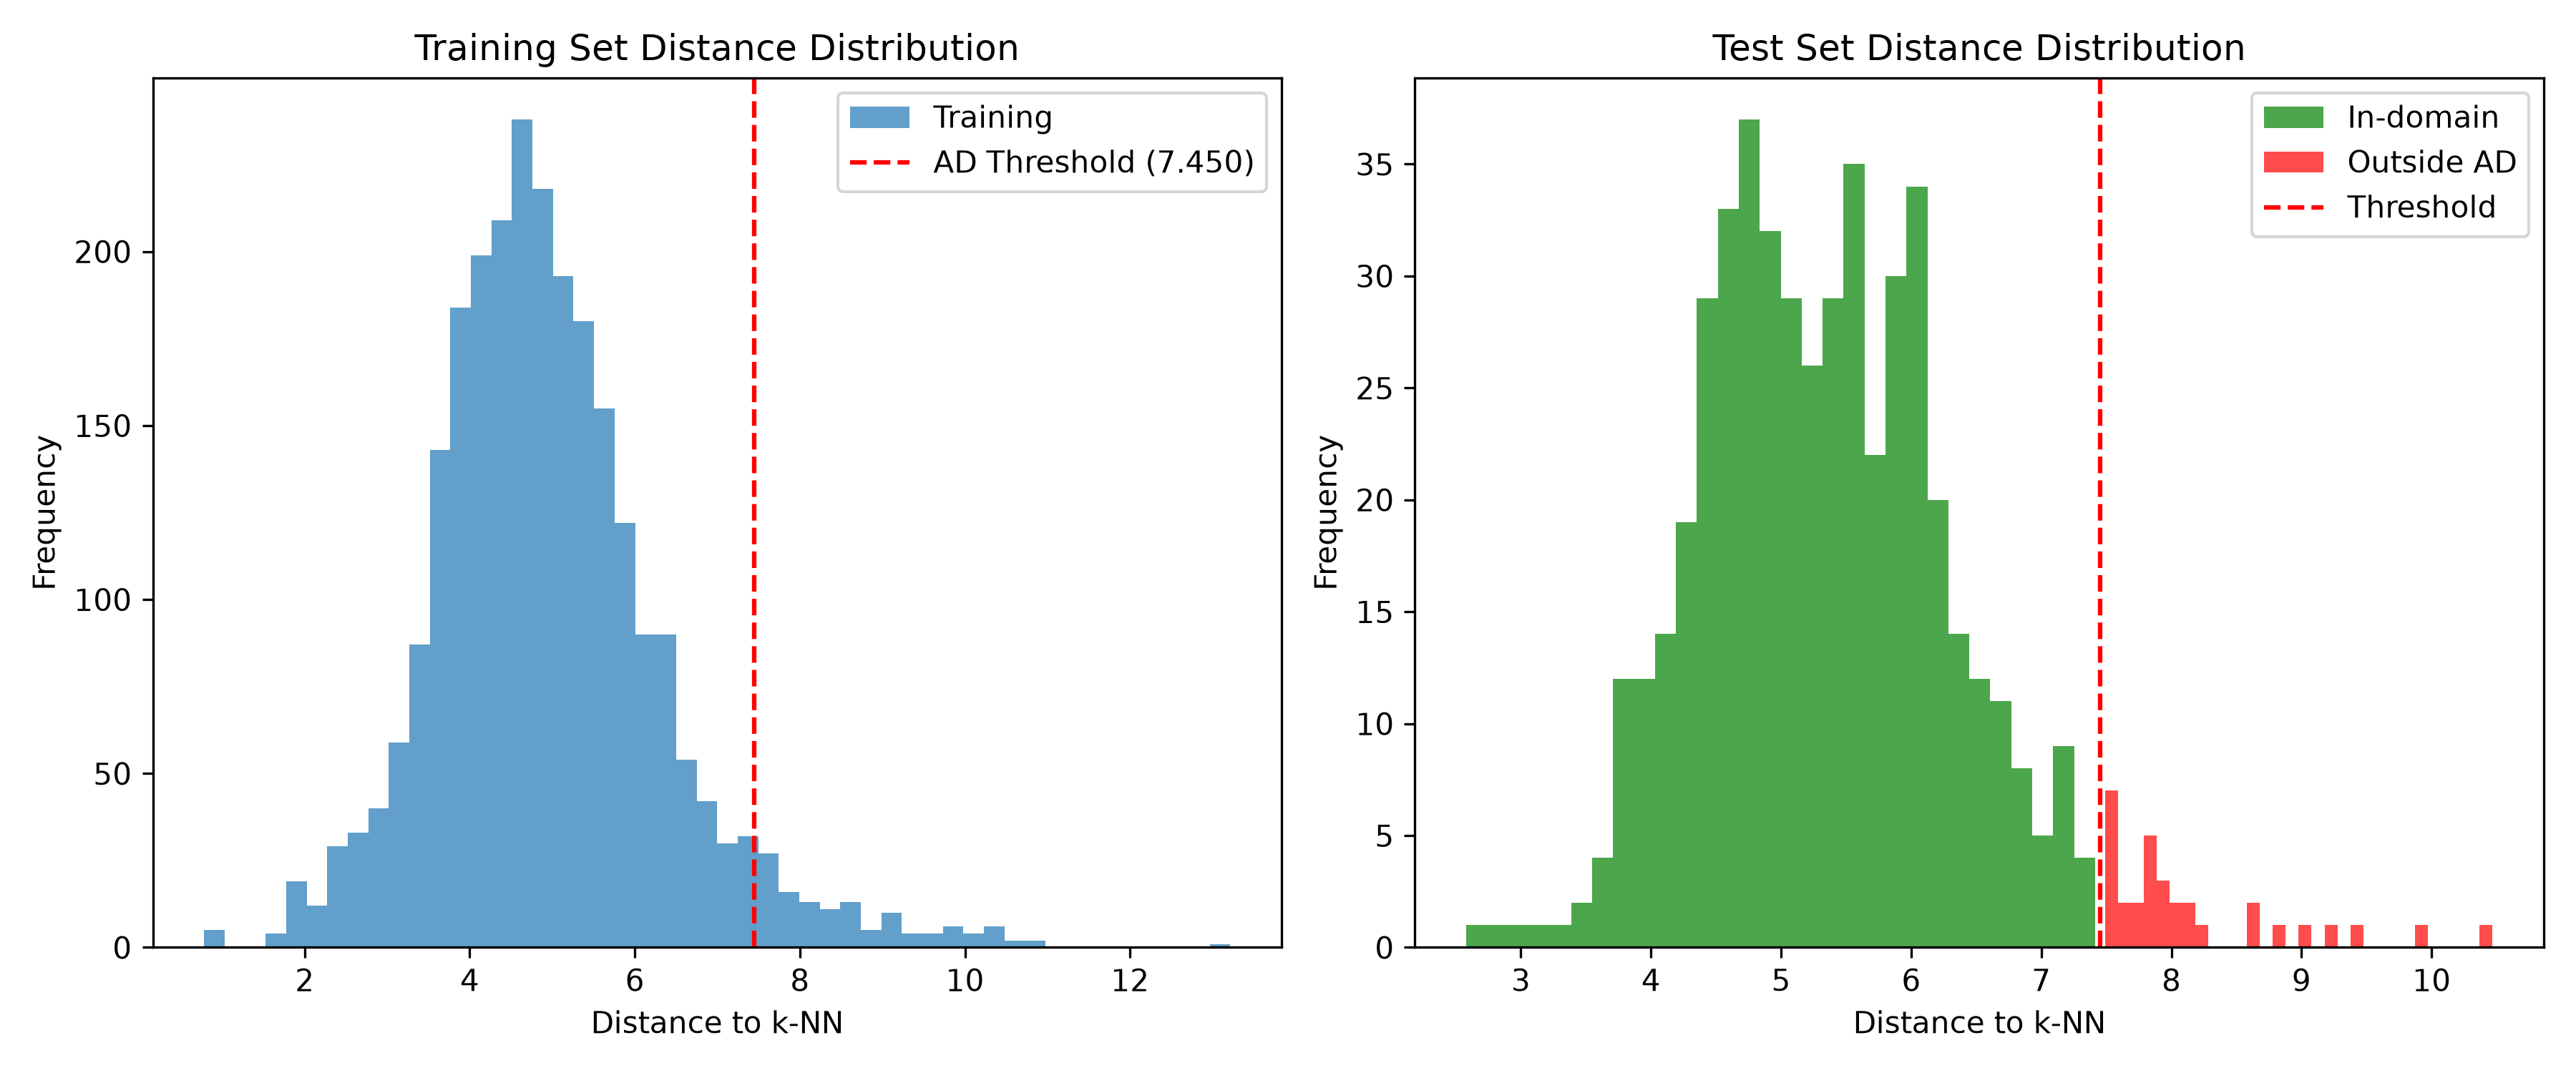 Training Set Distance Distribution
Training
AD Threshold (7.450)
Frequency
200
150
100
50
0
2 4 6 8 10 12
Distance to k-NN
Test Set Distance Distribution
In-domain
Outside AD
Threshold
Frequency
35
30
25
20
15
10
5
0
3 4 5 6 7 8 9 10
Distance to k-NN